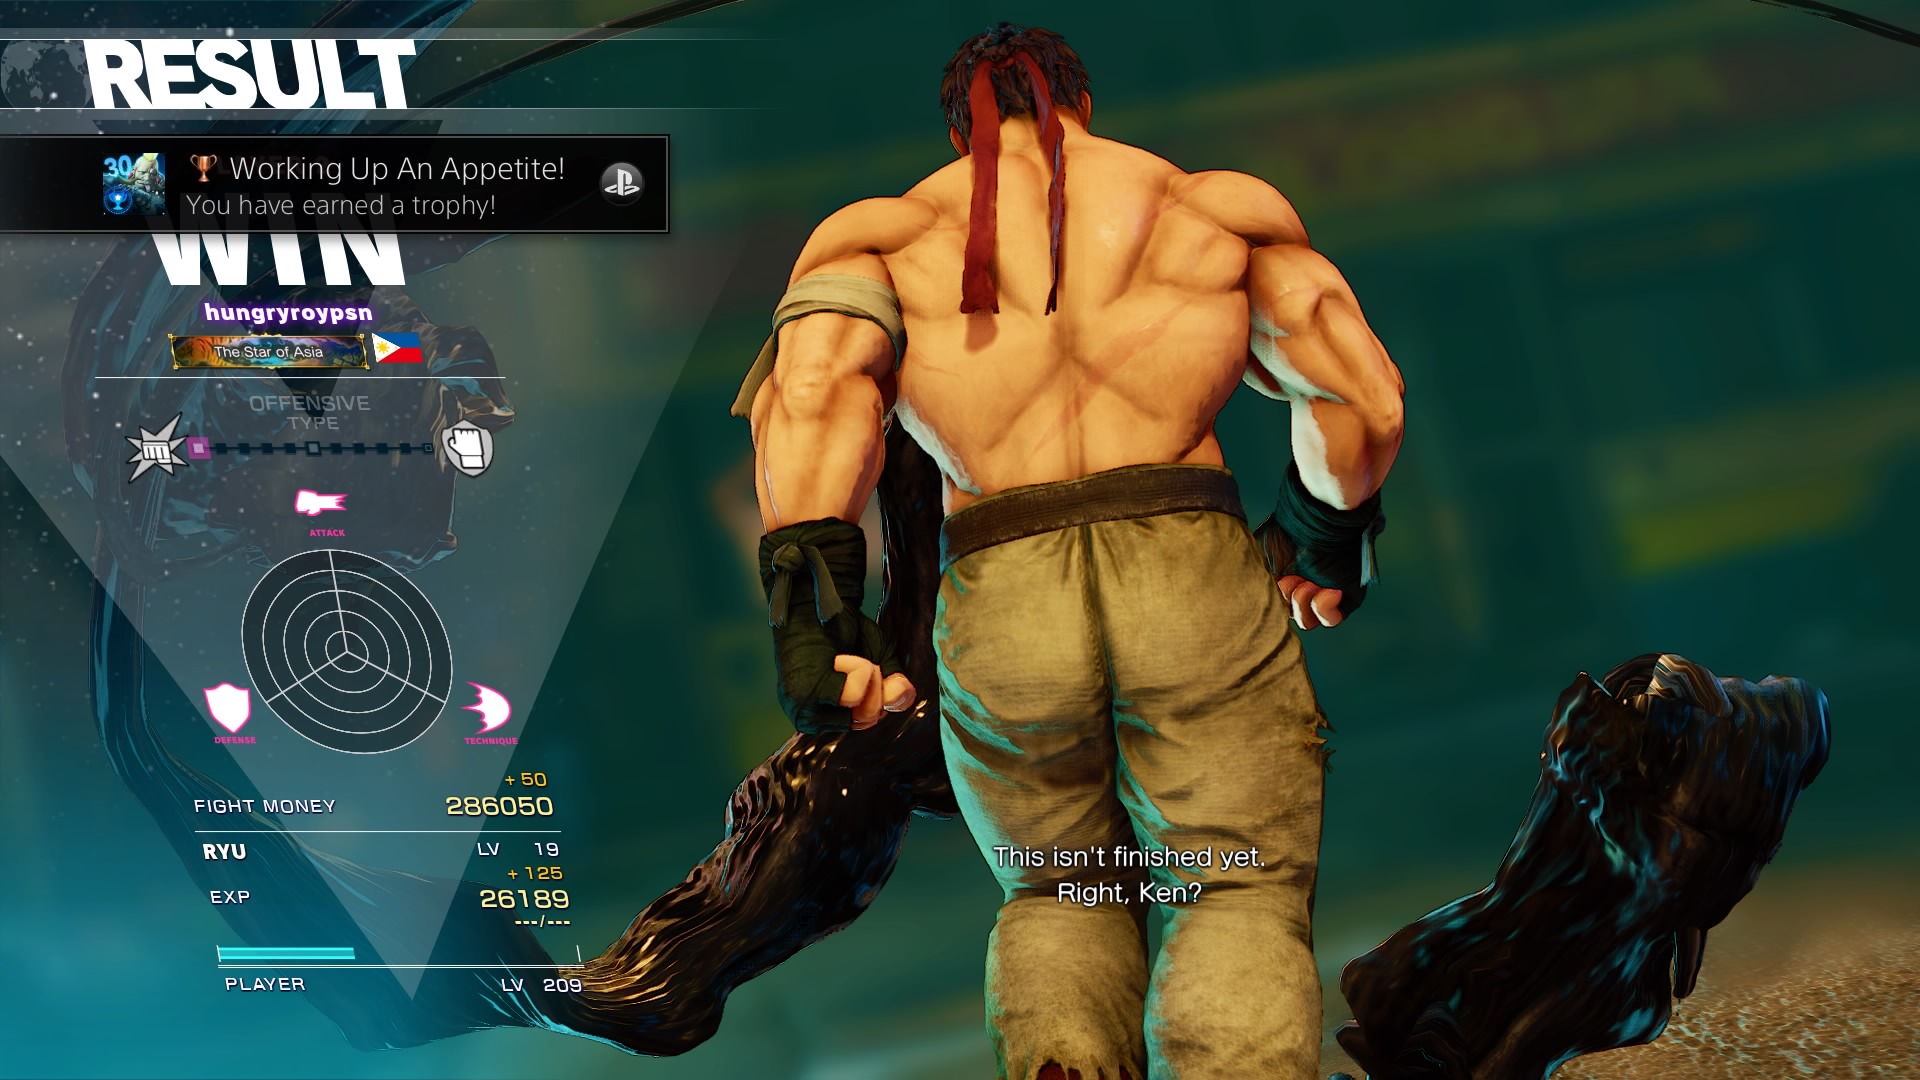 RESULT
30
Working Up An Appetite!
You have earned a trophy!
WIN
hungryroypsn
The Star of Asia
OFFENSIVE
TYPE
ATTACK
DEFENSE
TECHNIQUE
+ 50
FIGHT MONEY 286050
RYU LV 19
+ 125
EXP 26189
---/---
PLAYER LV 209
This isn't finished yet.
Right, Ken?